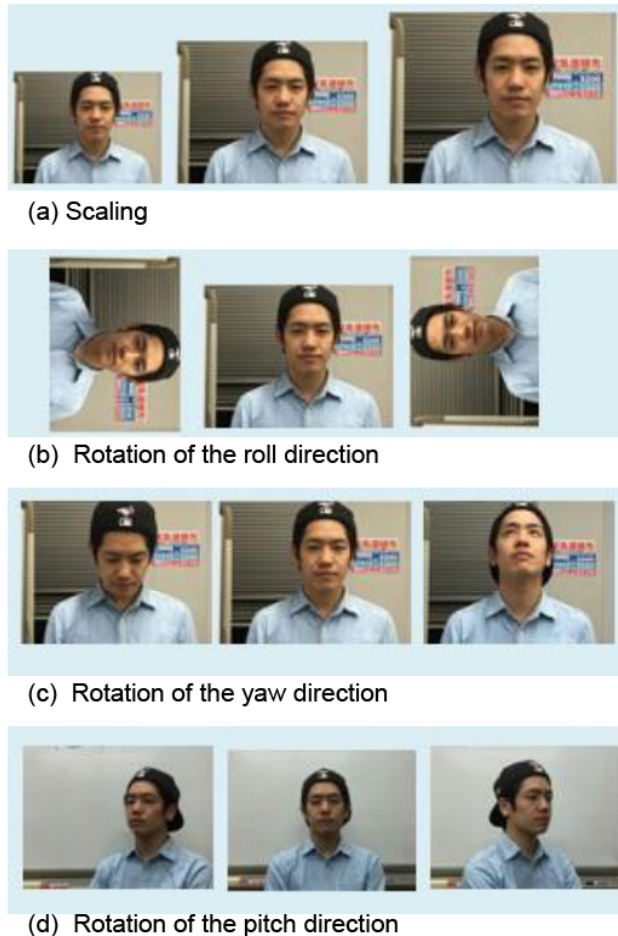 (a) Scaling
(b) Rotation of the roll direction
(c) Rotation of the yaw direction
(d) Rotation of the pitch direction